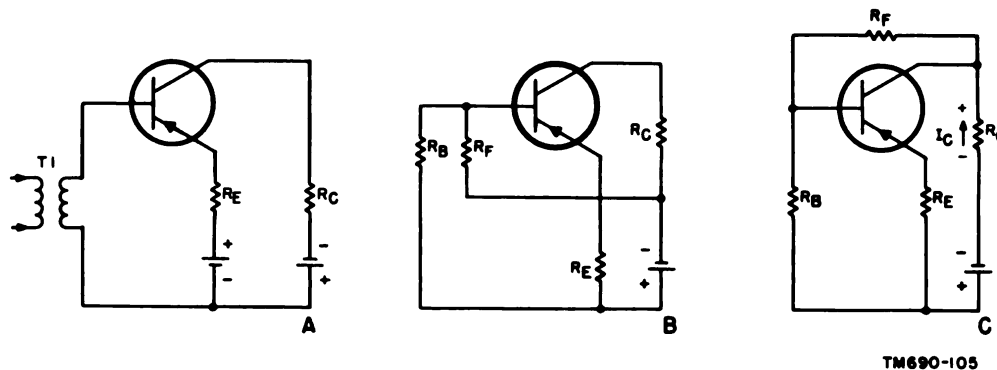 T1
RE
RC
+
-
-
+
A
RB
RF
RC
RE
-
+
B
RF
RB
+
IC
-
RE
-
+
C
TM690-105